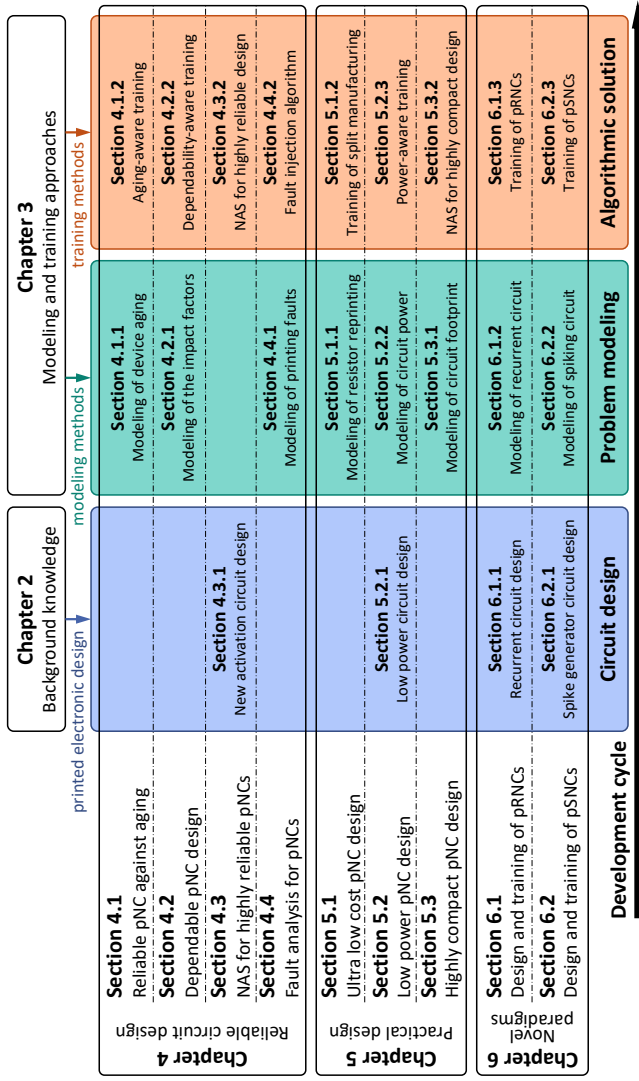 Chapter 2
Background knowledge
Chapter 3
Modeling and training approaches
printed electronic design
modeling methods
training methods
Chapter 4
Reliable circuit design
Section 4.1
Reliable pNC against aging
Section 4.1.1
Modeling of device aging
Section 4.1.2
Aging-aware training
Section 4.2
Dependable pNC design
Section 4.2.1
Modeling of the impact factors
Section 4.2.2
Dependability-aware training
Section 4.3
NAS for highly reliable pNCs
Section 4.3.1
New activation circuit design
Section 4.3.2
NAS for highly reliable design
Section 4.4
Fault analysis for pNCs
Section 4.4.1
Modeling of printing faults
Section 4.4.2
Fault injection algorithm
Chapter 5
Practical design
Section 5.1
Ultra low cost pNC design
Section 5.1.1
Modeling of resistor reprinting
Section 5.1.2
Training of split manufacturing
Section 5.2
Low power pNC design
Section 5.2.1
Low power circuit design
Section 5.2.2
Modeling of circuit power
Section 5.2.3
Power-aware training
Section 5.3
Highly compact pNC design
Section 5.3.1
Modeling of circuit footprint
Section 5.3.2
NAS for highly compact design
Chapter 6
Novel
paradigms
Section 6.1
Design and training of pRNCs
Section 6.1.1
Recurrent circuit design
Section 6.1.2
Modeling of recurrent circuit
Section 6.1.3
Training of pRNCs
Section 6.2
Design and training of pSNCs
Section 6.2.1
Spike generator circuit design
Section 6.2.2
Modeling of spiking circuit
Section 6.2.3
Training of pSNCs
Circuit design
Problem modeling
Algorithmic solution
Development cycle